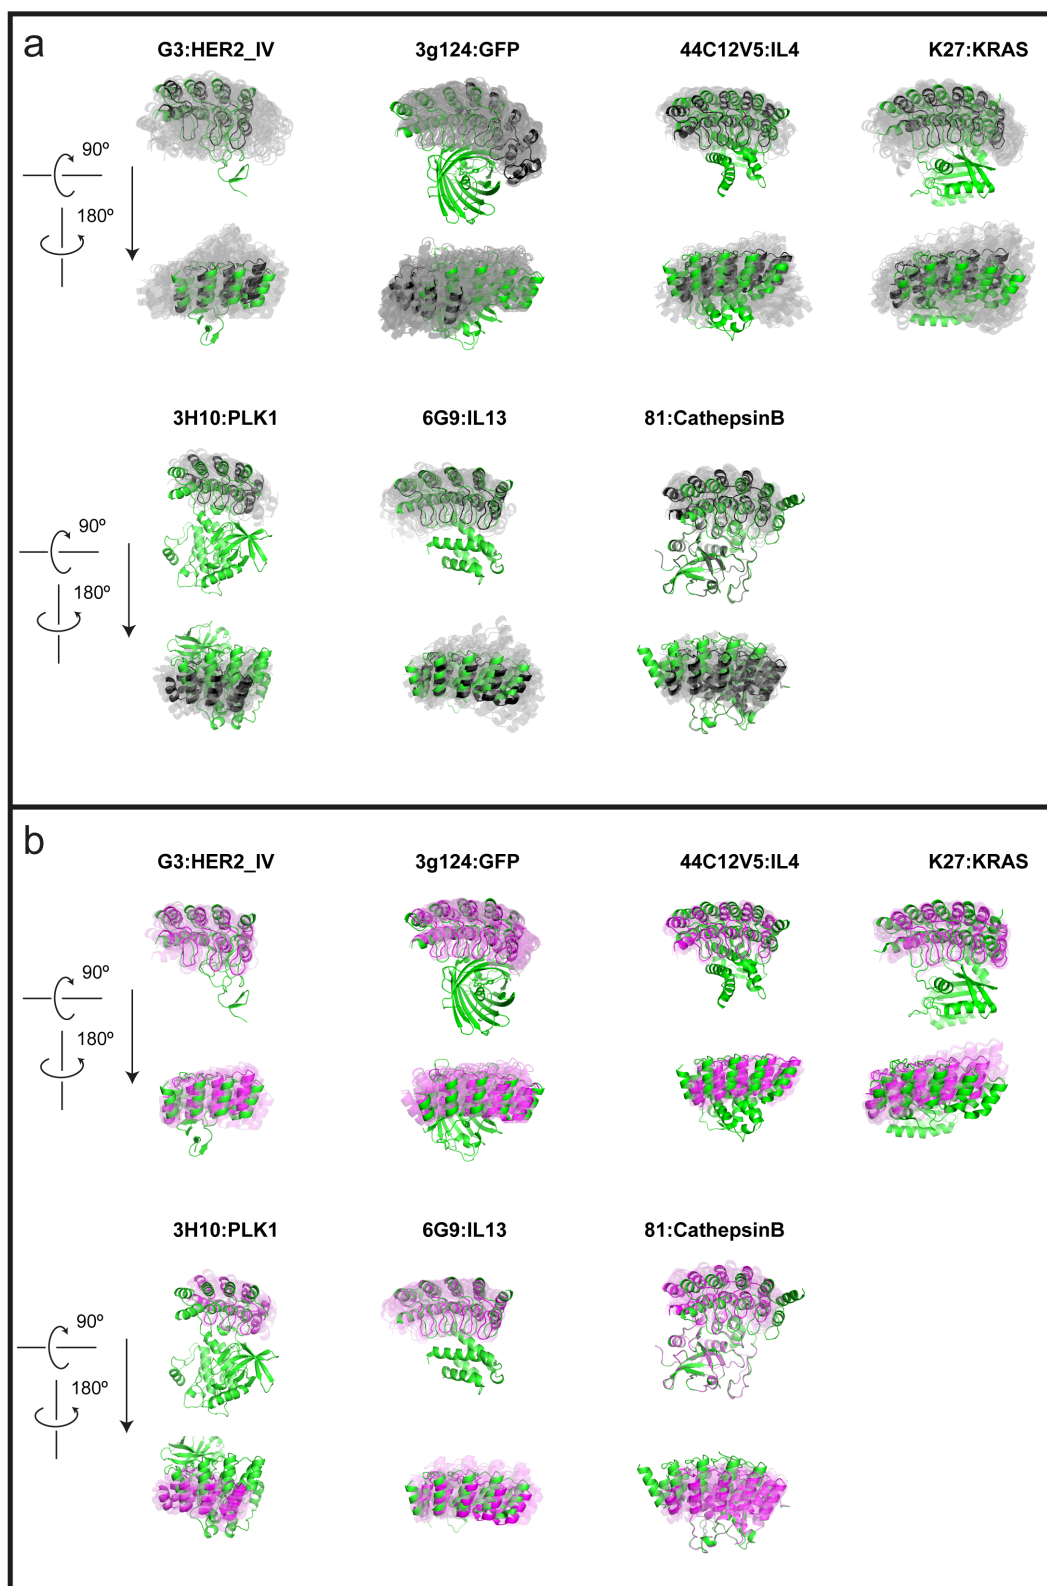 a
G3:HER2_IV 3g124:GFP 44C12V5:IL4 K27:KRAS
90º
180º
3H10:PLK1 6G9:IL13 81:CathepsinB
90º
180º
b
G3:HER2_IV 3g124:GFP 44C12V5:IL4 K27:KRAS
90º
180º
3H10:PLK1 6G9:IL13 81:CathepsinB
90º
180º